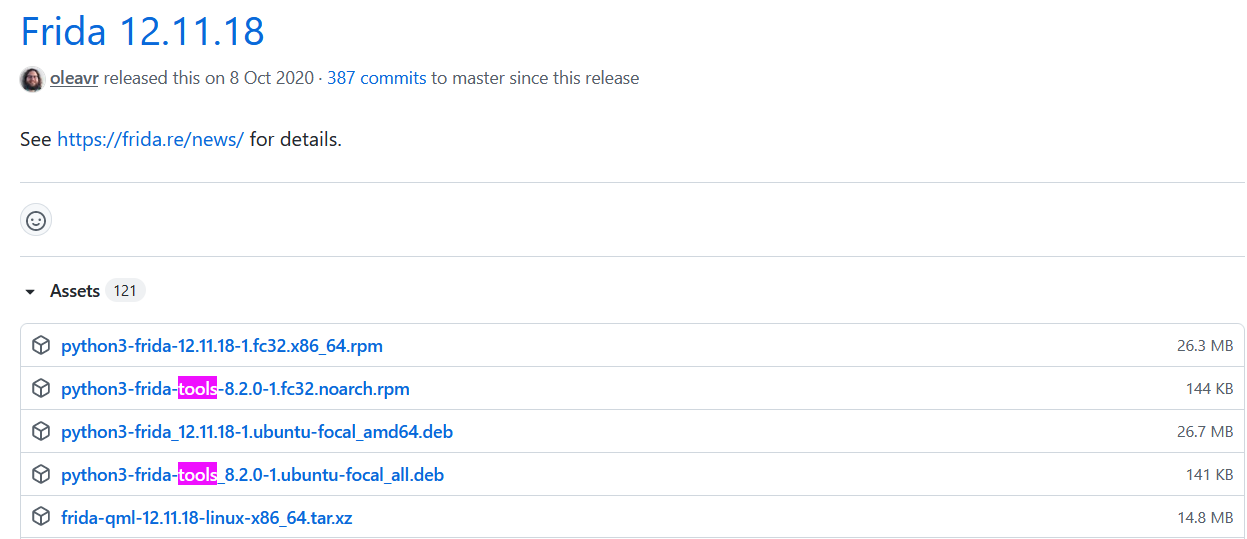 Frida 12.11.18
oleavr released this on 8 Oct 2020 · 387 commits to master since this release
See https://frida.re/news/ for details.
Assets 121
python3-frida-12.11.18-1.fc32.x86_64.rpm 26.3 MB
python3-frida-tools-8.2.0-1.fc32.noarch.rpm 144 KB
python3-frida_12.11.18-1.ubuntu-focal_amd64.deb 26.7 MB
python3-frida-tools_8.2.0-1.ubuntu-focal_all.deb 141 KB
frida-qml-12.11.18-linux-x86_64.tar.xz 14.8 MB